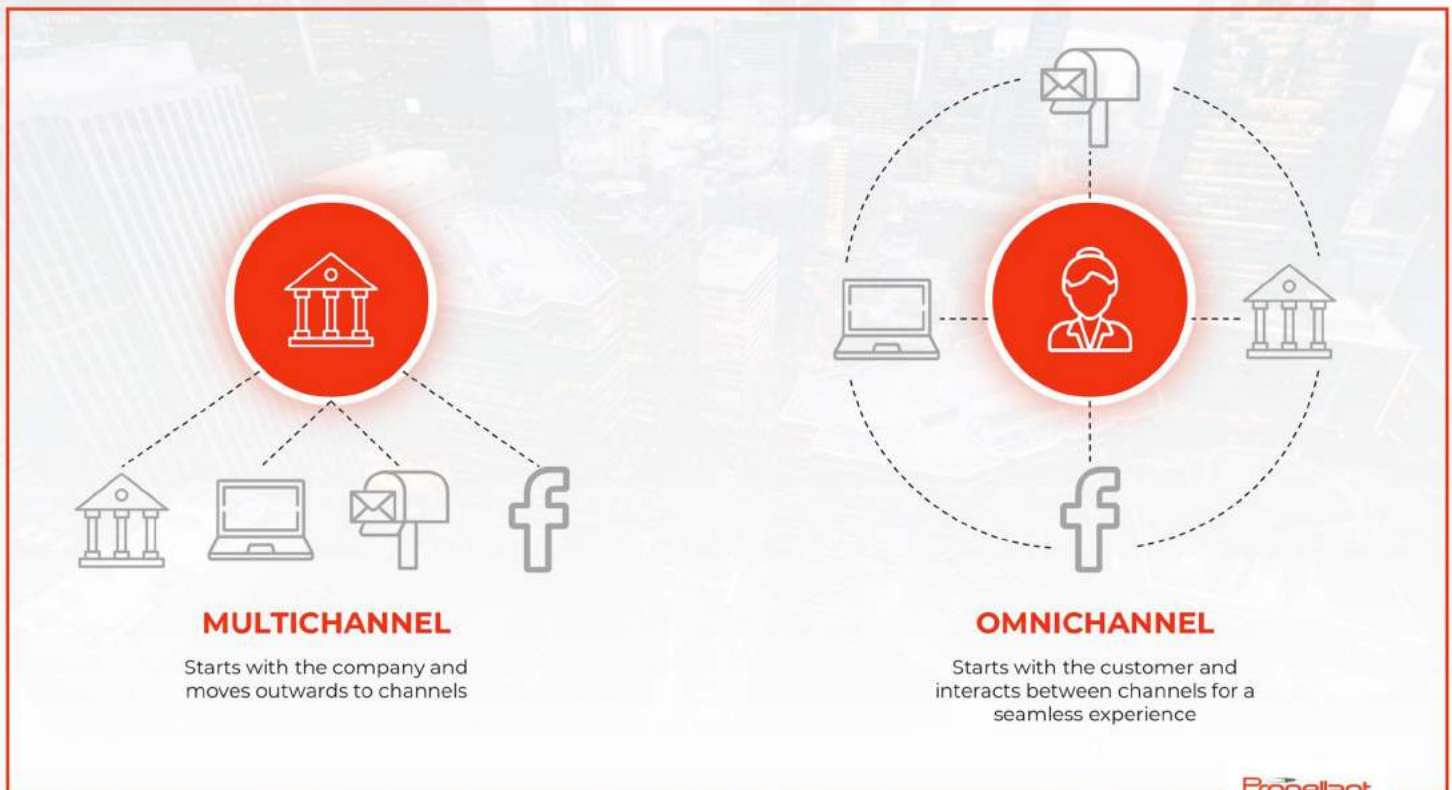 MULTICHANNEL
Starts with the company and
moves outwards to channels
OMNICHANNEL
Starts with the customer and
interacts between channels for a
seamless experience
Propellant